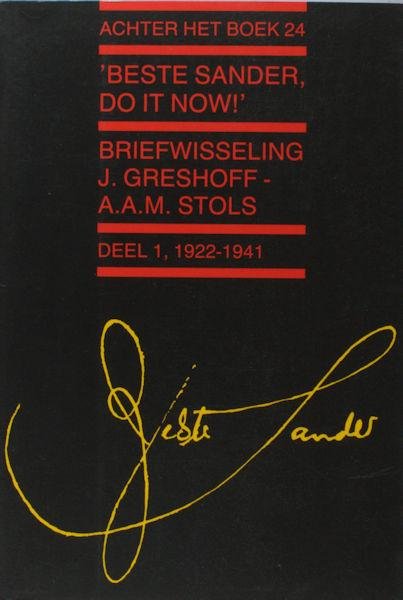 ACHTER HET BOEK 24
'BESTE SANDER,
DO IT NOW!'
BRIEFWISSELING
J. GRESHOFF -
A.A.M. STOLS
DEEL 1, 1922-1941
Beste Sander